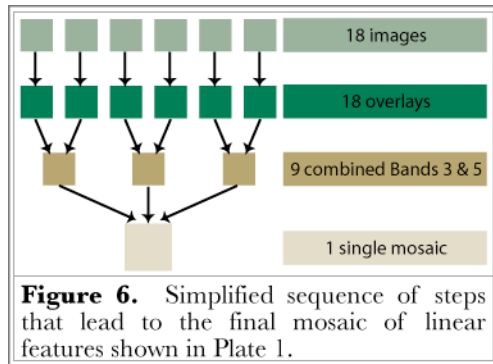 18 images
18 overlays
9 combined Bands 3 & 5
1 single mosaic
Figure 6. Simplified sequence of steps
that lead to the final mosaic of linear
features shown in Plate 1.